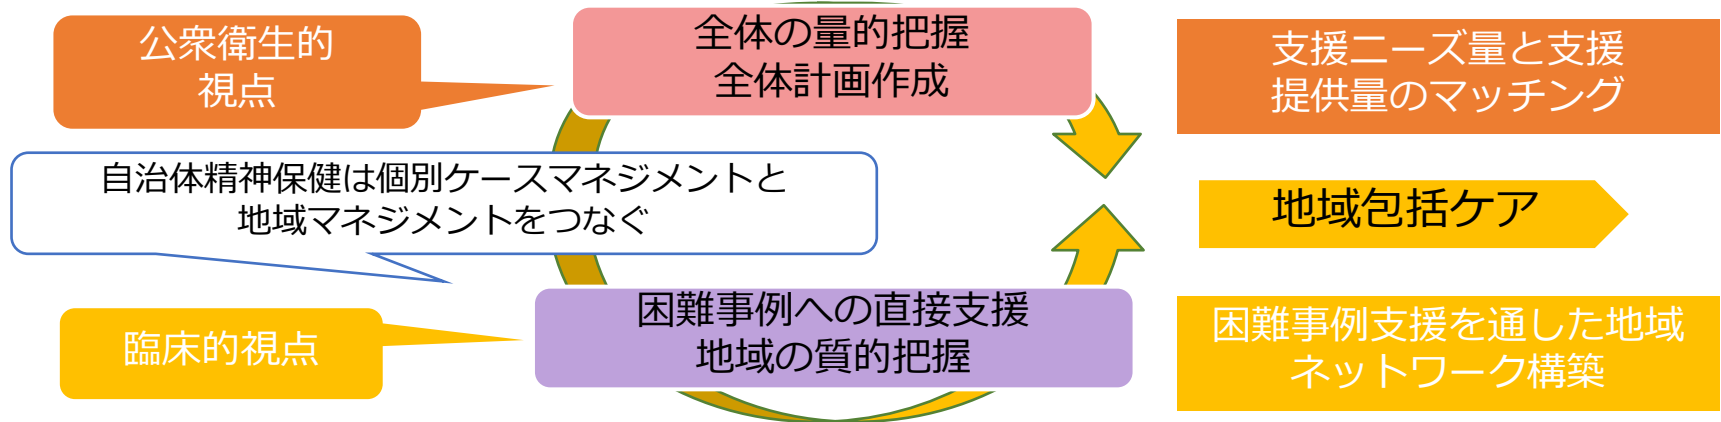 公衆衛生的
視点
全体の量的把握
全体計画作成
支援ニーズ量と支援
提供量のマッチング
自治体精神保健は個別ケースマネジメントと
地域マネジメントをつなぐ
地域包括ケア
臨床的視点
困難事例への直接支援
地域の質的把握
困難事例支援を通した地域
ネットワーク構築